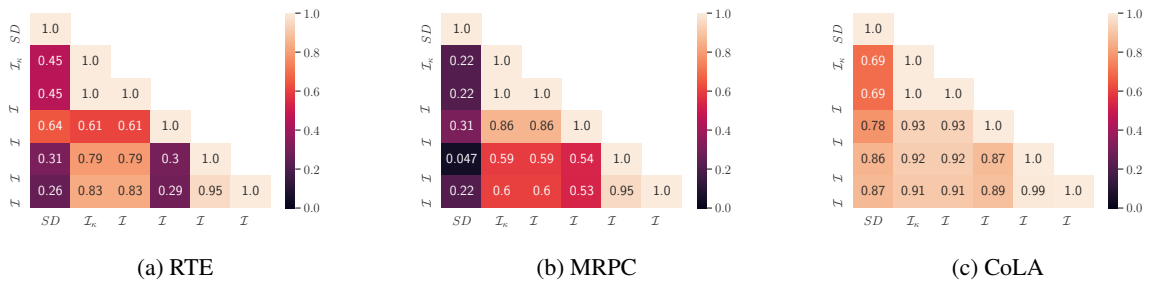 SD 1.0
𝓘κ 0.45 1.0
𝓘 0.45 1.0 1.0
𝓘 0.64 0.61 0.61 1.0
𝓘 0.31 0.79 0.79 0.3 1.0
𝓘 0.26 0.83 0.83 0.29 0.95 1.0
SD 𝓘κ 𝓘 𝓘 𝓘 𝓘
1.0
0.8
0.6
0.4
0.2
0.0
(a) RTE
SD 1.0
𝓘κ 0.22 1.0
𝓘 0.22 1.0 1.0
𝓘 0.31 0.86 0.86 1.0
𝓘 0.047 0.59 0.59 0.54 1.0
𝓘 0.22 0.6 0.6 0.53 0.95 1.0
SD 𝓘κ 𝓘 𝓘 𝓘 𝓘
1.0
0.8
0.6
0.4
0.2
0.0
(b) MRPC
SD 1.0
𝓘κ 0.69 1.0
𝓘 0.69 1.0 1.0
𝓘 0.78 0.93 0.93 1.0
𝓘 0.86 0.92 0.92 0.87 1.0
𝓘 0.87 0.91 0.91 0.89 0.99 1.0
SD 𝓘κ 𝓘 𝓘 𝓘 𝓘
1.0
0.8
0.6
0.4
0.2
0.0
(c) CoLA